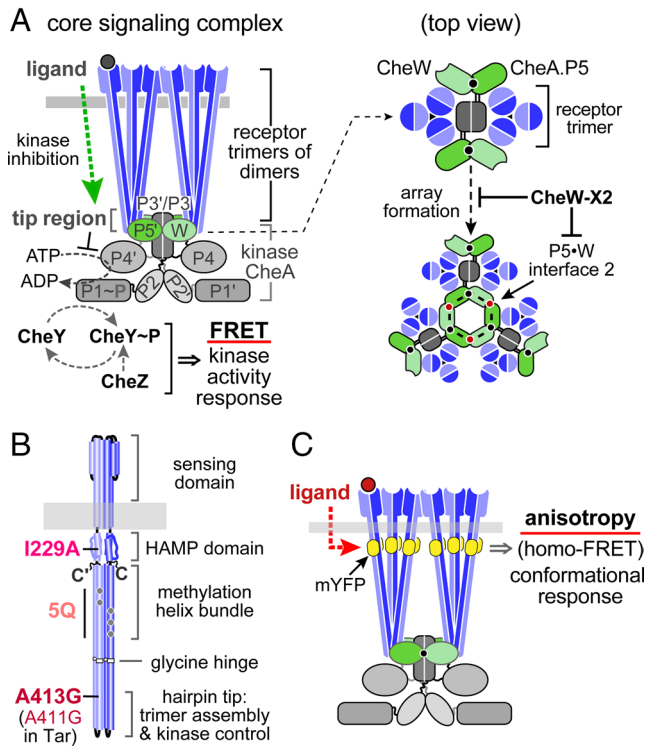 A core signaling complex
(top view)
ligand
kinase
inhibition
tip region
receptor
trimers of
dimers
P3'/P3
P5'
W
kinase
CheA
ATP
ADP
P4'
P4
P1~P
P2
P2'
P1'
CheY
CheY~P
CheZ
FRET
kinase
activity
response
CheW
CheA.P5
receptor
trimer
array
formation
CheW-X2
P5•W
interface 2
B
sensing
domain
I229A
HAMP domain
C'
C
5Q
methylation
helix bundle
glycine hinge
A413G
(A411G
in Tar)
hairpin tip:
trimer assembly
& kinase control
C
ligand
mYFP
anisotropy
(homo-FRET)
conformational
response